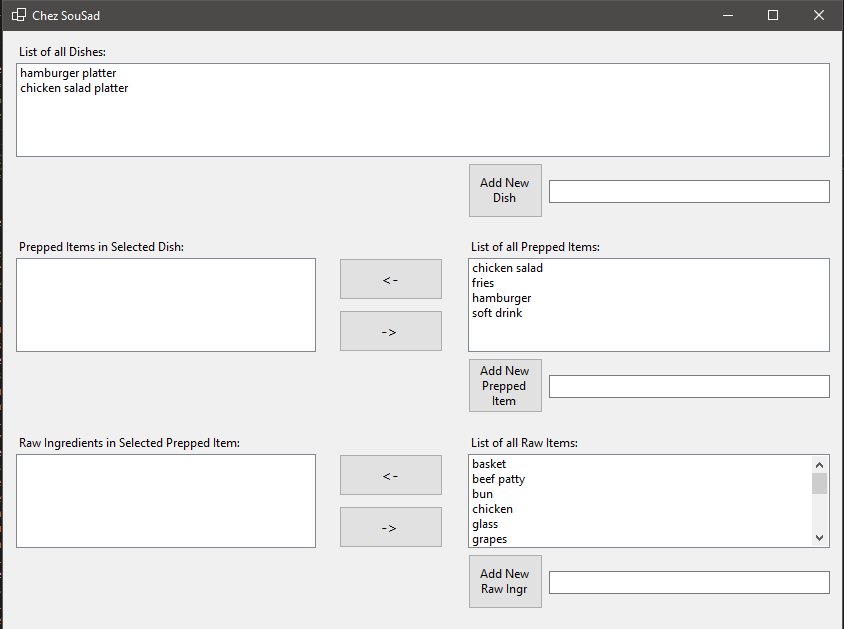 Chez SouSad
List of all Dishes:
hamburger platter
chicken salad platter
Add New
Dish
Prepped Items in Selected Dish:
List of all Prepped Items:
<-
->
chicken salad
fries
hamburger
soft drink
Add New
Prepped
Item
Raw Ingredients in Selected Prepped Item:
List of all Raw Items:
<-
->
basket
beef patty
bun
chicken
glass
grapes
Add New
Raw Ingr